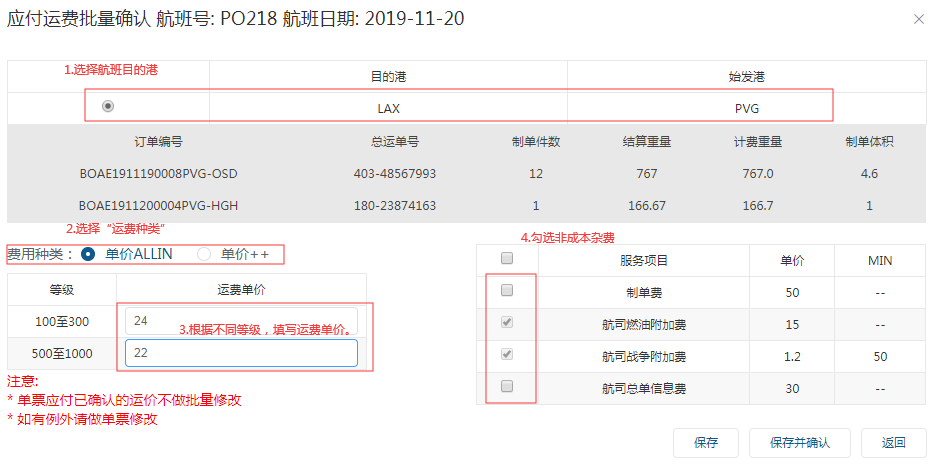 应付运费批量确认 航班号: PO218 航班日期: 2019-11-20
1.选择航班目的港
目的港 始发港
LAX PVG
订单编号 总运单号 制单件数 结算重量 计费重量 制单体积
BOAE1911190008PVG-OSD 403-48567993 12 767 767.0 4.6
BOAE1911200004PVG-HGH 180-23874163 1 166.67 166.7 1
2.选择“运费种类”
费用种类： 单价ALLIN 单价++
等级 运费单价
100至300 24
3.根据不同等级，填写运费单价。
500至1000 22
注意:
* 单票应付已确认的运价不做批量修改
* 如有例外请做单票修改
4.勾选非成本杂费
服务项目 单价 MIN
制单费 50 --
航司燃油附加费 15 --
航司战争附加费 1.2 50
航司总单信息费 30 --
保存 保存并确认 返回